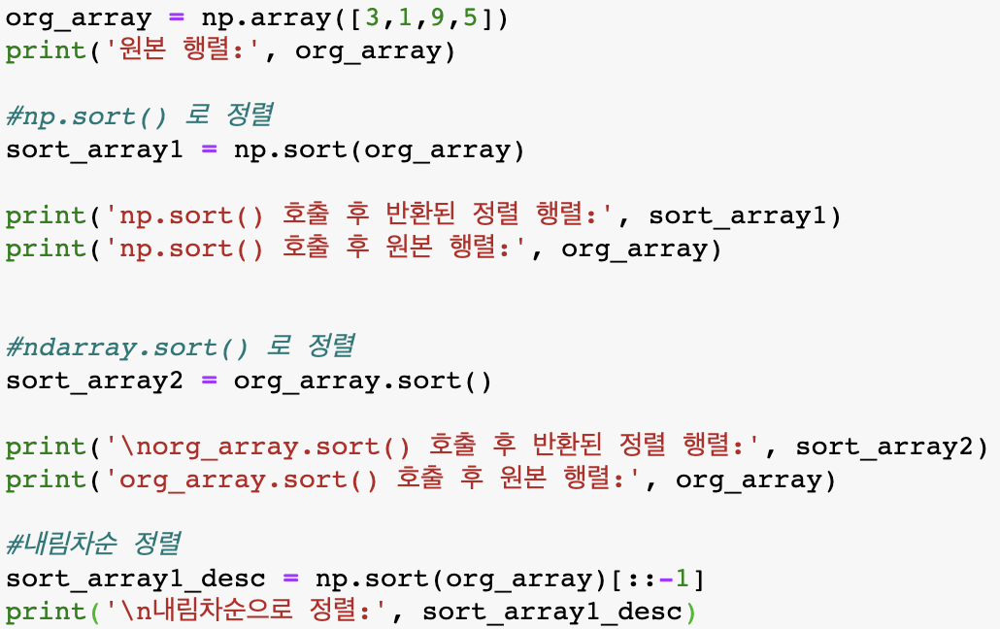 org_array = np.array([3,1,9,5])
print('원본 행렬:', org_array)
#np.sort() 로 정렬
sort_array1 = np.sort(org_array)
print('np.sort() 호출 후 반환된 정렬 행렬:', sort_array1)
print('np.sort() 호출 후 원본 행렬:', org_array)
#ndarray.sort() 로 정렬
sort_array2 = org_array.sort()
print('\norg_array.sort() 호출 후 반환된 정렬 행렬:', sort_array2)
print('org_array.sort() 호출 후 원본 행렬:', org_array)
#내림차순 정렬
sort_array1_desc = np.sort(org_array)[::-1]
print('\n내림차순으로 정렬:', sort_array1_desc)